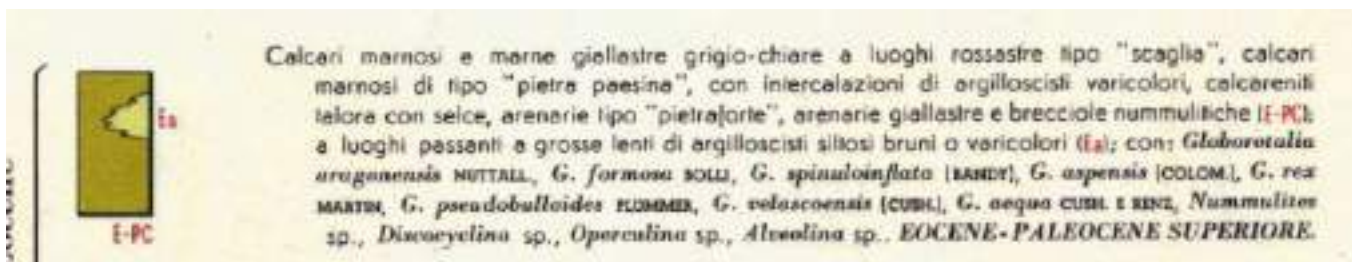 Calcari marnosi e marne giallastre grigio-chiare a luoghi rossastre tipo "scaglia", calcari
marnosi di tipo "pietra paesina", con intercalazioni di argilloscisti varicolori, calcareniti
talora con selce, arenarie tipo "pietraforte", arenarie giallastre e brecciole nummulitiche (E-PC);
a luoghi passanti a grosse lenti di argilloscisti siltosi bruni o varicolori (Ea); con: Globorotalia
aragonensis NUTTALL, G. formosa BOLLI, G. spinuloinflata (BANDY), G. aspensis (COLOM.), G. rex
MARTIN, G. pseudobulloides PLUMMER, G. velascoensis (CUSH.), G. aequa CUSH. E RENZ, Nummulites
sp., Discocyclina sp., Operculina sp., Alveolina sp.. EOCENE-PALEOCENE SUPERIORE.
Ea
E-PC